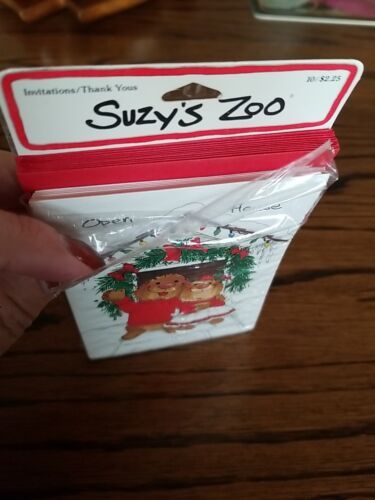 Invitations/Thank Yous 10/$2.25
Suzy's Zoo
Open House